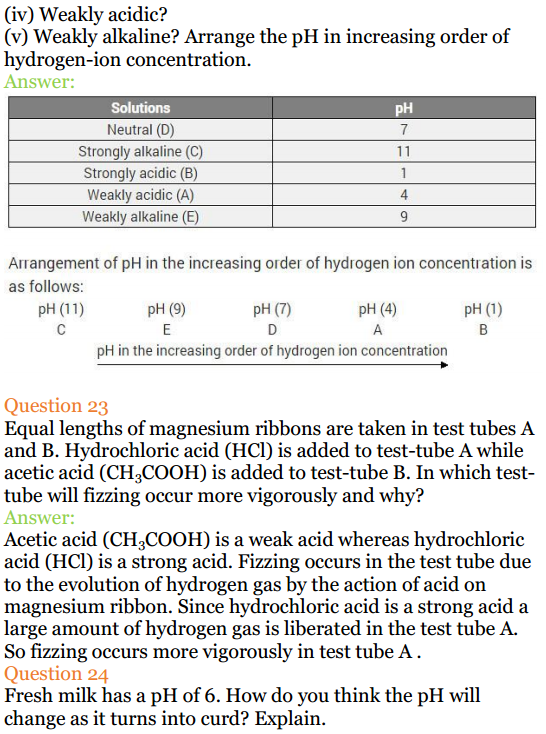 (iv) Weakly acidic?
(v) Weakly alkaline? Arrange the pH in increasing order of
hydrogen-ion concentration.
Answer:
Solutions pH
Neutral (D) 7
Strongly alkaline (C) 11
Strongly acidic (B) 1
Weakly acidic (A) 4
Weakly alkaline (E) 9
Arrangement of pH in the increasing order of hydrogen ion concentration is
as follows:
pH (11) pH (9) pH (7) pH (4) pH (1)
C E D A B
pH in the increasing order of hydrogen ion concentration
Question 23
Equal lengths of magnesium ribbons are taken in test tubes A
and B. Hydrochloric acid (HCl) is added to test-tube A while
acetic acid (CH₃COOH) is added to test-tube B. In which test-
tube will fizzing occur more vigorously and why?
Answer:
Acetic acid (CH₃COOH) is a weak acid whereas hydrochloric
acid (HCl) is a strong acid. Fizzing occurs in the test tube due
to the evolution of hydrogen gas by the action of acid on
magnesium ribbon. Since hydrochloric acid is a strong acid a
large amount of hydrogen gas is liberated in the test tube A.
So fizzing occurs more vigorously in test tube A .
Question 24
Fresh milk has a pH of 6. How do you think the pH will
change as it turns into curd? Explain.